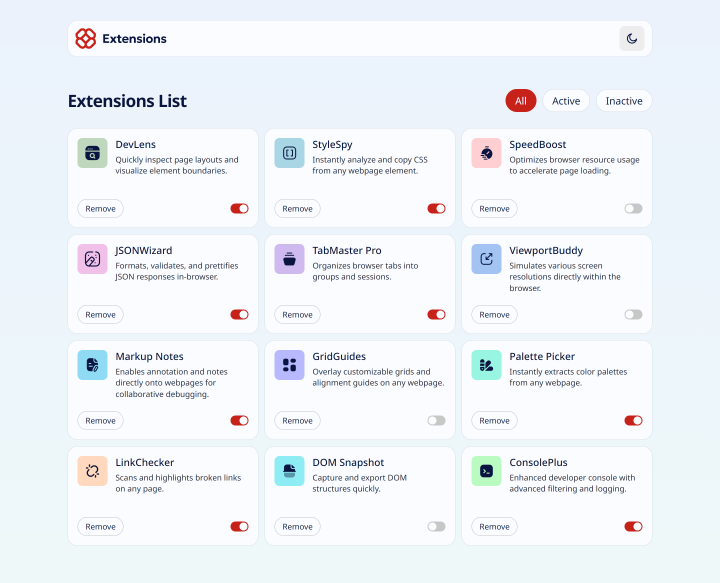 Extensions
Extensions List
All
Active
Inactive
DevLens
Quickly inspect page layouts and
visualize element boundaries.
Remove
StyleSpy
Instantly analyze and copy CSS
from any webpage element.
Remove
SpeedBoost
Optimizes browser resource usage
to accelerate page loading.
Remove
JSONWizard
Formats, validates, and prettifies
JSON responses in-browser.
Remove
TabMaster Pro
Organizes browser tabs into
groups and sessions.
Remove
ViewportBuddy
Simulates various screen
resolutions directly within the
browser.
Remove
Markup Notes
Enables annotation and notes
directly onto webpages for
collaborative debugging.
Remove
GridGuides
Overlay customizable grids and
alignment guides on any webpage.
Remove
Palette Picker
Instantly extracts color palettes
from any webpage.
Remove
LinkChecker
Scans and highlights broken links
on any page.
Remove
DOM Snapshot
Capture and export DOM
structures quickly.
Remove
ConsolePlus
Enhanced developer console with
advanced filtering and logging.
Remove